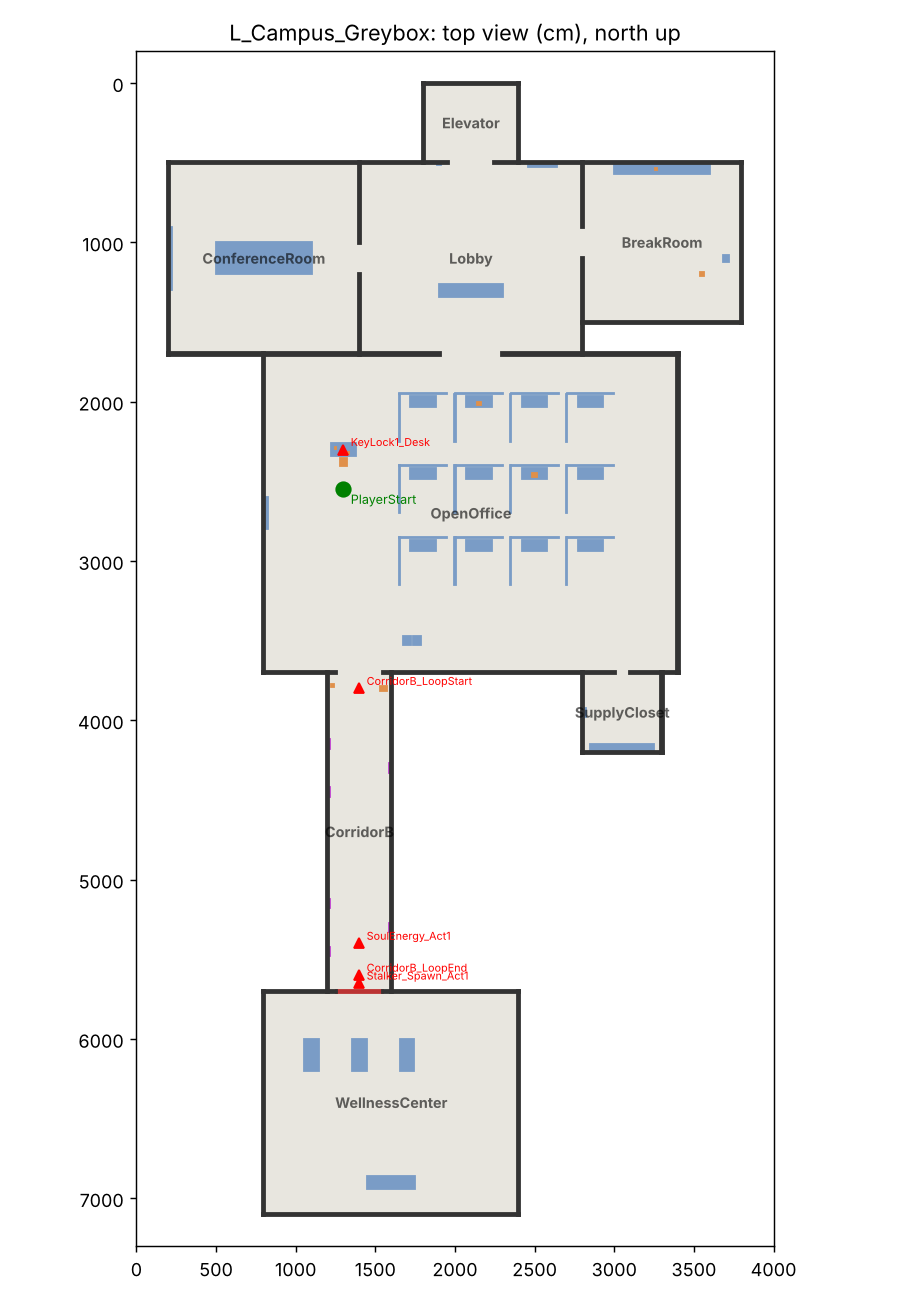 L_Campus_Greybox: top view (cm), north up
0
Elevator
1000
BreakRoom
ConferenceRoom
Lobby
2000
KeyLock1_Desk
PlayerStart
OpenOffice
3000
CorridorB_LoopStart
SupplyCloset
4000
CorridorB
5000
SoulEnergy_Act1
CorridorB_LoopEnd
Stalker_Spawn_Act1
6000
WellnessCenter
7000
0 500 1000 1500 2000 2500 3000 3500 4000